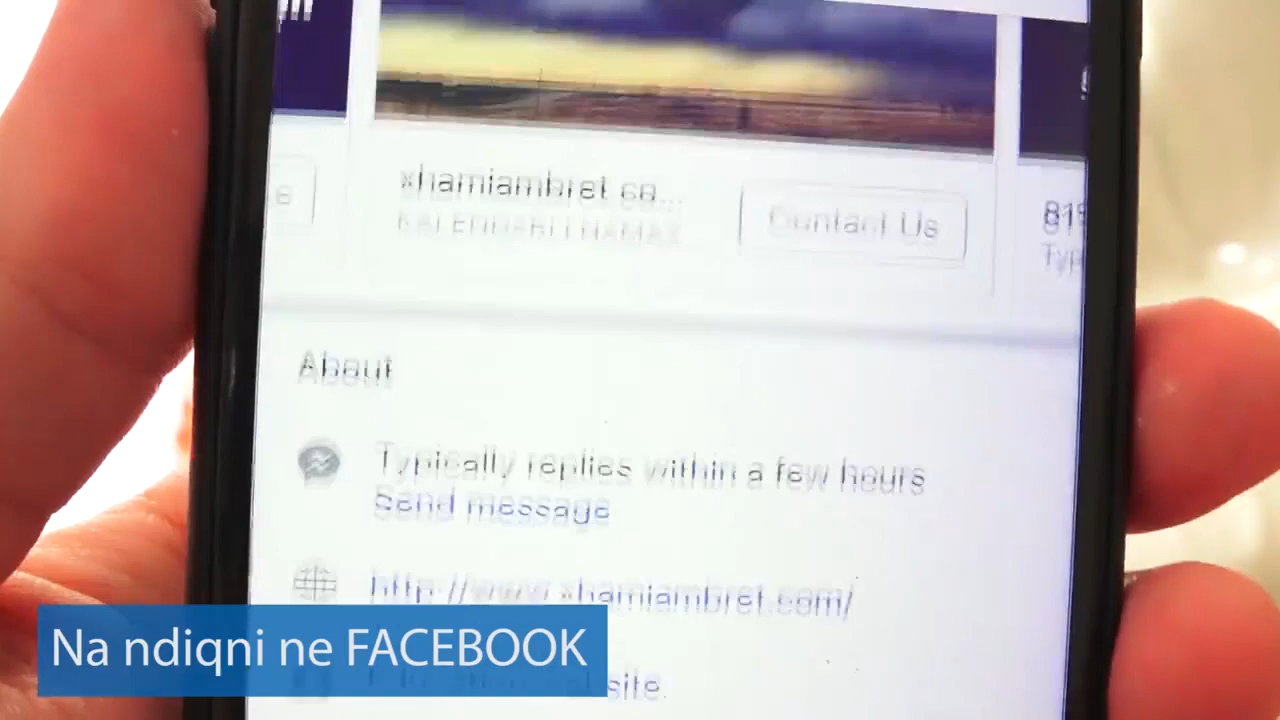 xhamiambret.co...
Contact Us
About
Typically replies within a few hours
Send message
http://www.xhamiambret.com/
Na ndiqni ne FACEBOOK
site